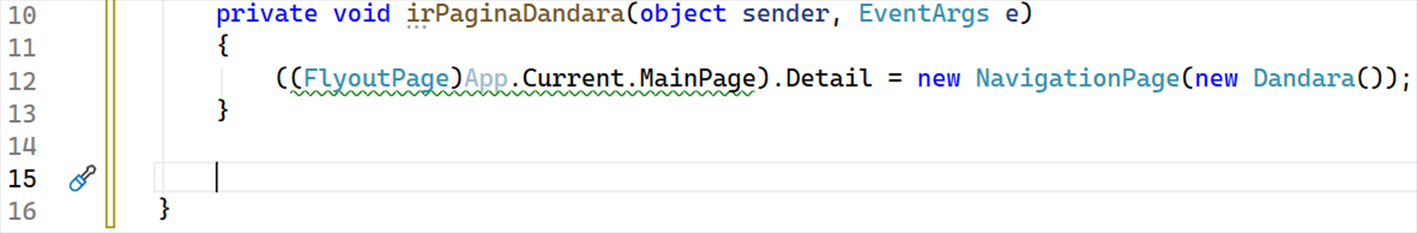 10 private void irPaginaDandara(object sender, EventArgs e)
11 {
12 ((FlyoutPage)App.Current.MainPage).Detail = new NavigationPage(new Dandara());
13 }
14
15
16 }